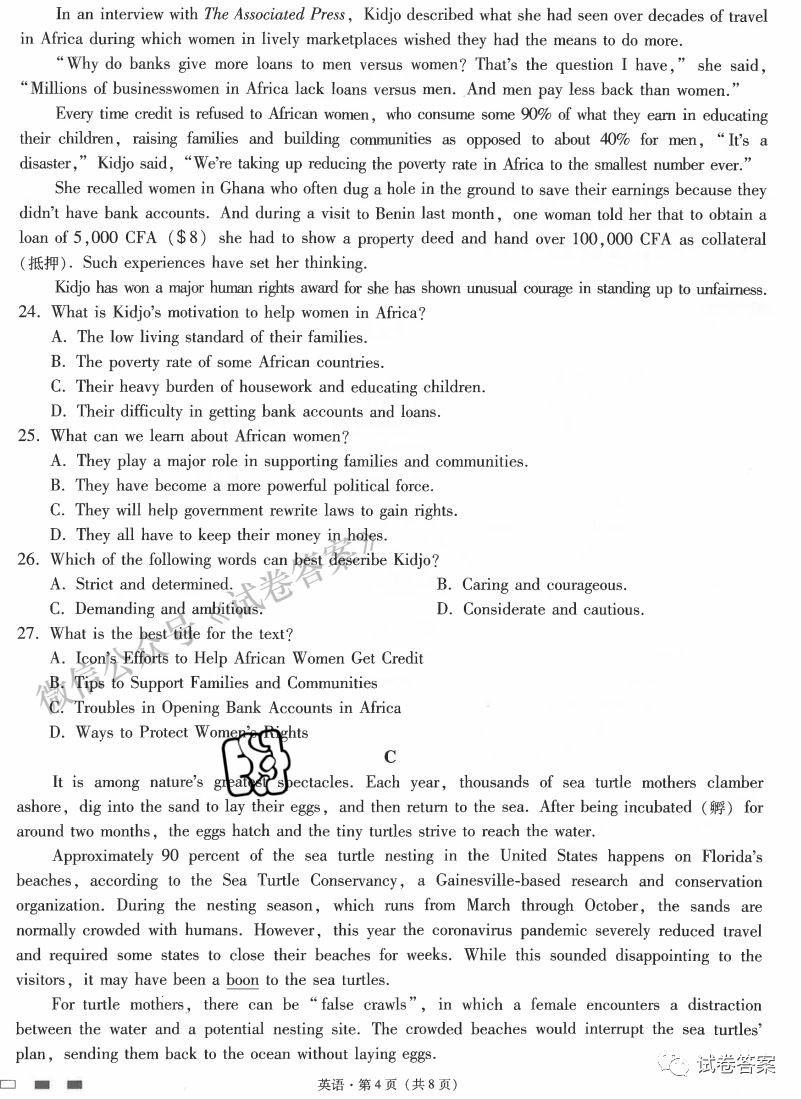 In an interview with The Associated Press, Kidjo described what she had seen over decades of travel
in Africa during which women in lively marketplaces wished they had the means to do more.
"Why do banks give more loans to men versus women? That's the question I have," she said,
"Millions of businesswomen in Africa lack loans versus men. And men pay less back than women."
Every time credit is refused to African women, who consume some 90% of what they earn in educating
their children, raising families and building communities as opposed to about 40% for men, "It's a
disaster," Kidjo said, "We're taking up reducing the poverty rate in Africa to the smallest number ever."
She recalled women in Ghana who often dug a hole in the ground to save their earnings because they
didn't have bank accounts. And during a visit to Benin last month, one woman told her that to obtain a
loan of 5,000 CFA ($8) she had to show a property deed and hand over 100,000 CFA as collateral
(抵押). Such experiences have set her thinking.
Kidjo has won a major human rights award for she has shown unusual courage in standing up to unfairness.
24. What is Kidjo's motivation to help women in Africa?
A. The low living standard of their families.
B. The poverty rate of some African countries.
C. Their heavy burden of housework and educating children.
D. Their difficulty in getting bank accounts and loans.
25. What can we learn about African women?
A. They play a major role in supporting families and communities.
B. They have become a more powerful political force.
C. They will help government rewrite laws to gain rights.
D. They all have to keep their money in holes.
26. Which of the following words can best describe Kidjo?
A. Strict and determined. B. Caring and courageous.
C. Demanding and ambitious. D. Considerate and cautious.
27. What is the best title for the text?
A. Icon's Efforts to Help African Women Get Credit
B. Tips to Support Families and Communities
C. Troubles in Opening Bank Accounts in Africa
D. Ways to Protect Women's Rights
微信公众号《试卷答案》
C
It is among nature's greatest spectacles. Each year, thousands of sea turtle mothers clamber
ashore, dig into the sand to lay their eggs, and then return to the sea. After being incubated (孵) for
around two months, the eggs hatch and the tiny turtles strive to reach the water.
Approximately 90 percent of the sea turtle nesting in the United States happens on Florida's
beaches, according to the Sea Turtle Conservancy, a Gainesville-based research and conservation
organization. During the nesting season, which runs from March through October, the sands are
normally crowded with humans. However, this year the coronavirus pandemic severely reduced travel
and required some states to close their beaches for weeks. While this sounded disappointing to the
visitors, it may have been a boon to the sea turtles.
For turtle mothers, there can be "false crawls", in which a female encounters a distraction
between the water and a potential nesting site. The crowded beaches would interrupt the sea turtles'
plan, sending them back to the ocean without laying eggs.
试卷答案
英语·第4页(共8页)